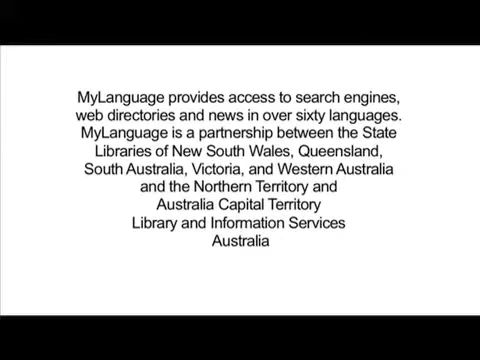 MyLanguage provides access to search engines,
web directories and news in over sixty languages.
MyLanguage is a partnership between the State
Libraries of New South Wales, Queensland,
South Australia, Victoria, and Western Australia
and the Northern Territory and
Australia Capital Territory
Library and Information Services
Australia